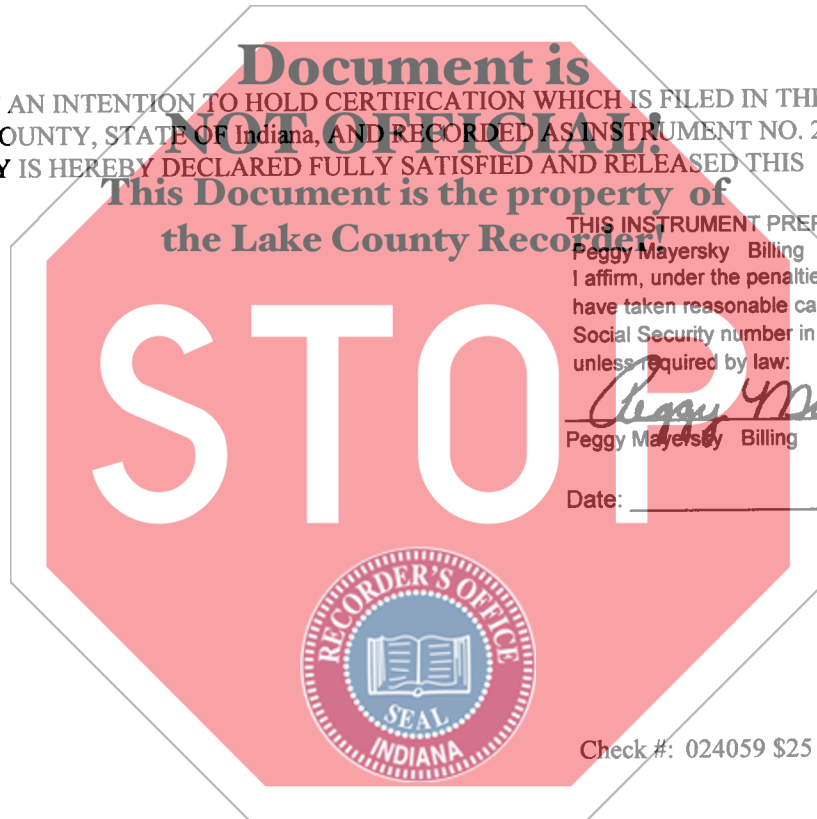 Document is
AN INTENTION TO HOLD CERTIFICATION WHICH IS FILED IN THE
OUNTY, STATE OF Indiana, AND RECORDED AS INSTRUMENT NO. 2
NOT OFFICIAL!
Y IS HEREBY DECLARED FULLY SATISFIED AND RELEASED THIS
This Document is the property of
the Lake County Recorder!
THIS INSTRUMENT PREP
Peggy Mayersky Billing
I affirm, under the penaltie
have taken reasonable ca
Social Security number in
unless required by law:
Peggy
Peggy Mayersky Billing
Date:
STOP
RECORDER'S OFFICE
SEAL
INDIANA
Check #: 024059 $25